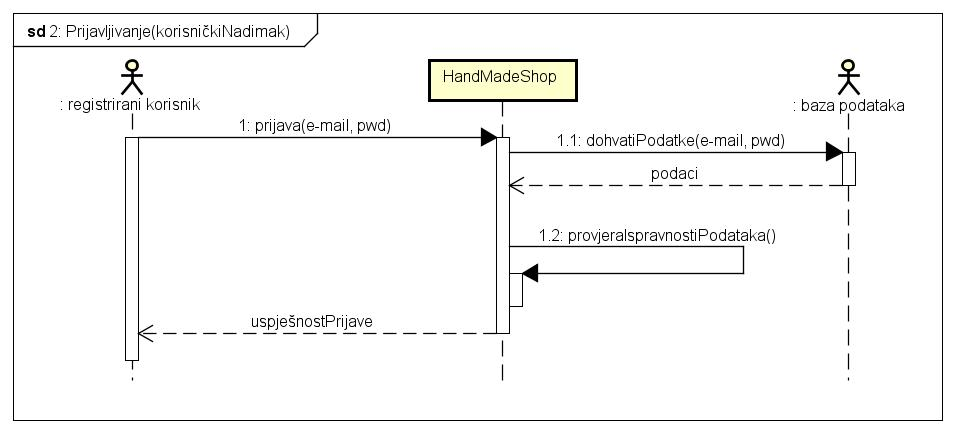 sd 2: Prijavljivanje(korisničkiNadimak)
: registrirani korisnik
HandMadeShop
: baza podataka
1: prijava(e-mail, pwd)
1.1: dohvatiPodatke(e-mail, pwd)
podaci
1.2: provjeraIspravnostiPodataka()
uspješnostPrijave